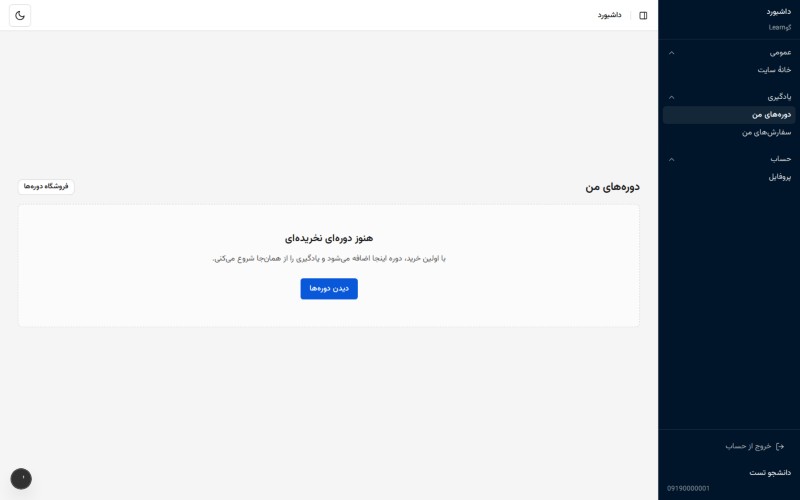 داشبورد
گوLearn
عمومی
خانهٔ سایت
یادگیری
دوره‌های من
سفارش‌های من
حساب
پروفایل
خروج از حساب
دانشجو تست
09190000001
داشبورد
دوره‌های من
فروشگاه دوره‌ها
هنوز دوره‌ای نخریده‌ای
با اولین خرید، دوره اینجا اضافه می‌شود و یادگیری را از همان‌جا شروع می‌کنی.
دیدن دوره‌ها